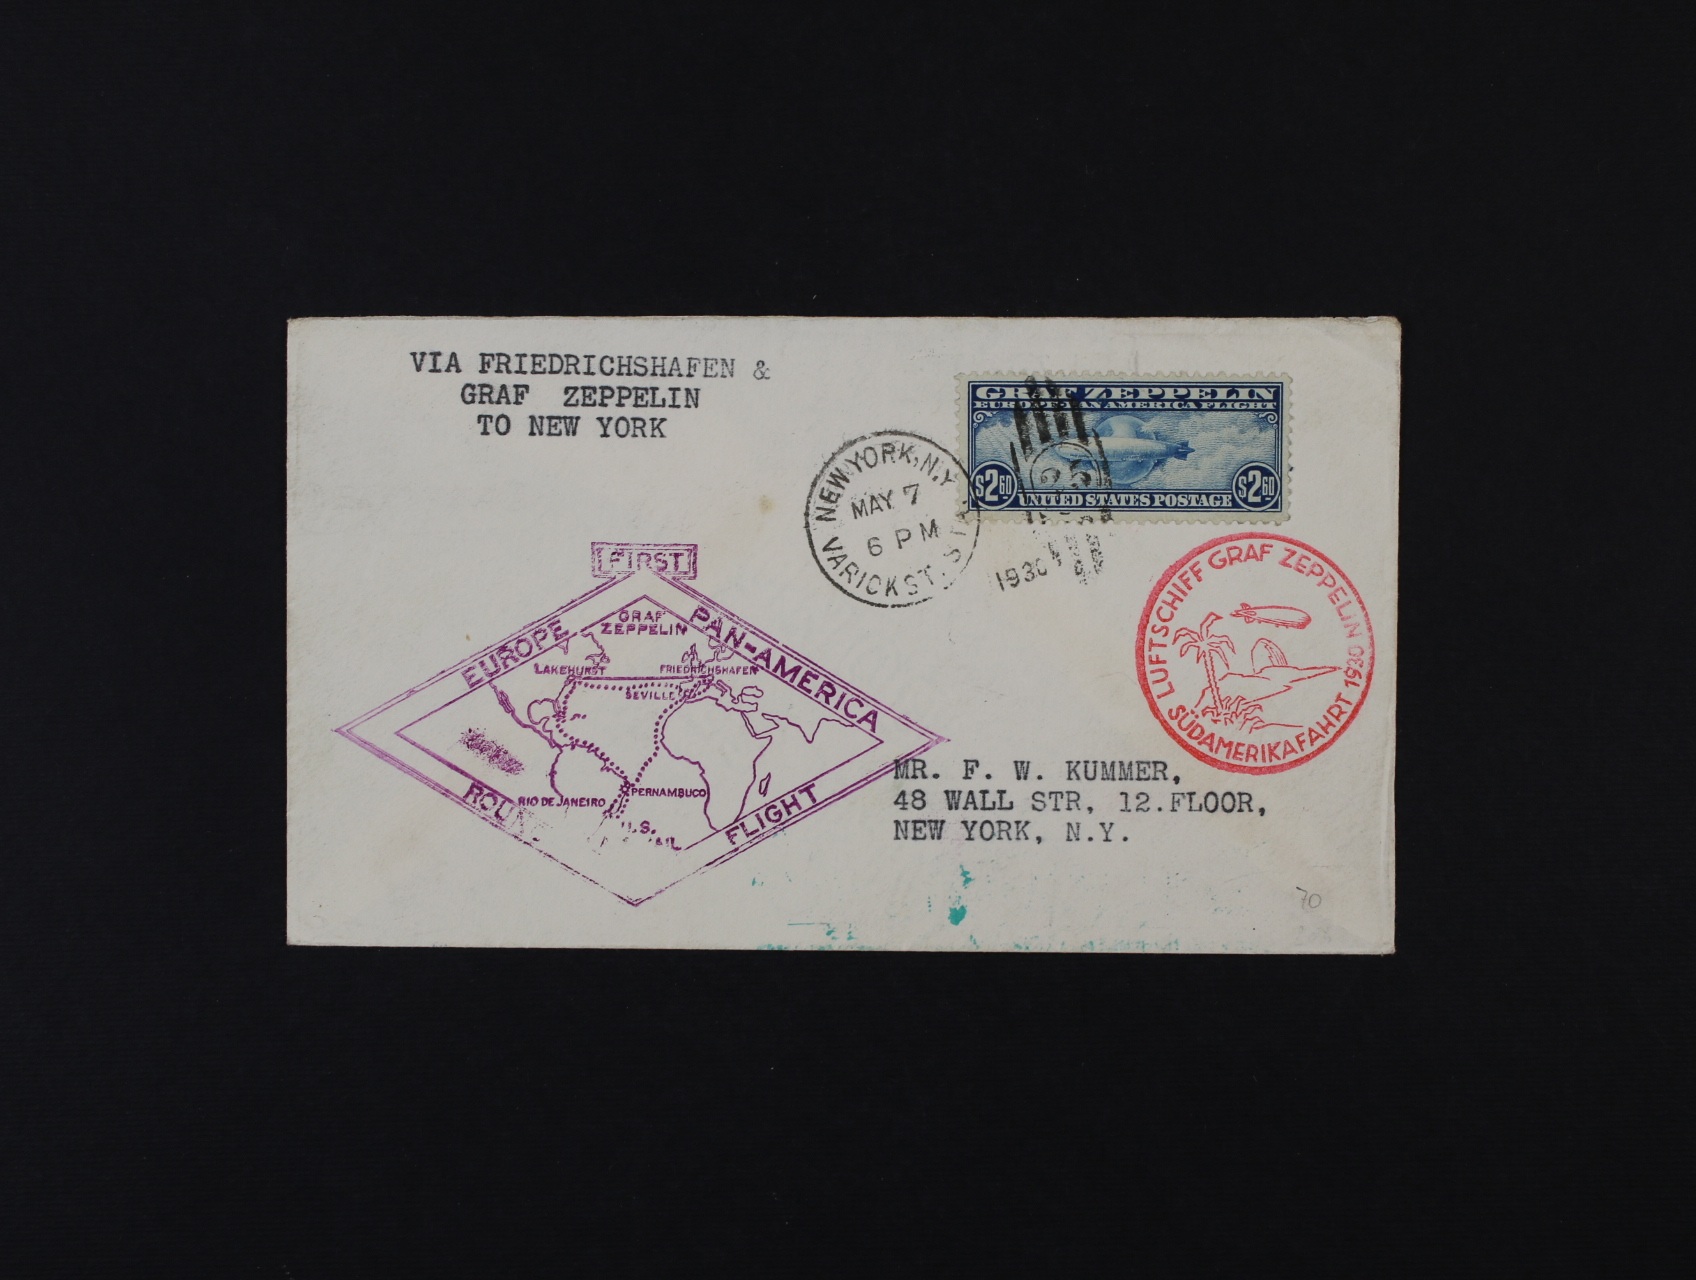 VIA FRIEDRICHSHAFEN &
GRAF ZEPPELIN
TO NEW YORK
GRAF ZEPPELIN
EUROPE PAN-AMERICA FLIGHT
$2.60
$2.60
UNITED STATES POSTAGE
NEW YORK, N.Y.
MAY 7
6 PM
VARICK ST. STA.
1930
25
LUFTSCHIFF GRAF ZEPPELIN
SÜDAMERIKAFAHRT 1930
FIRST
EUROPE
PAN-AMERICA
GRAF
ZEPPELIN
LAKEHURST
FRIEDRICHSHAFEN
SEVILLE
RIO DE JANEIRO
PERNAMBUCO
U.S.
FLIGHT
MR. F. W. KUMMER,
48 WALL STR, 12.FLOOR,
NEW YORK, N.Y.
70